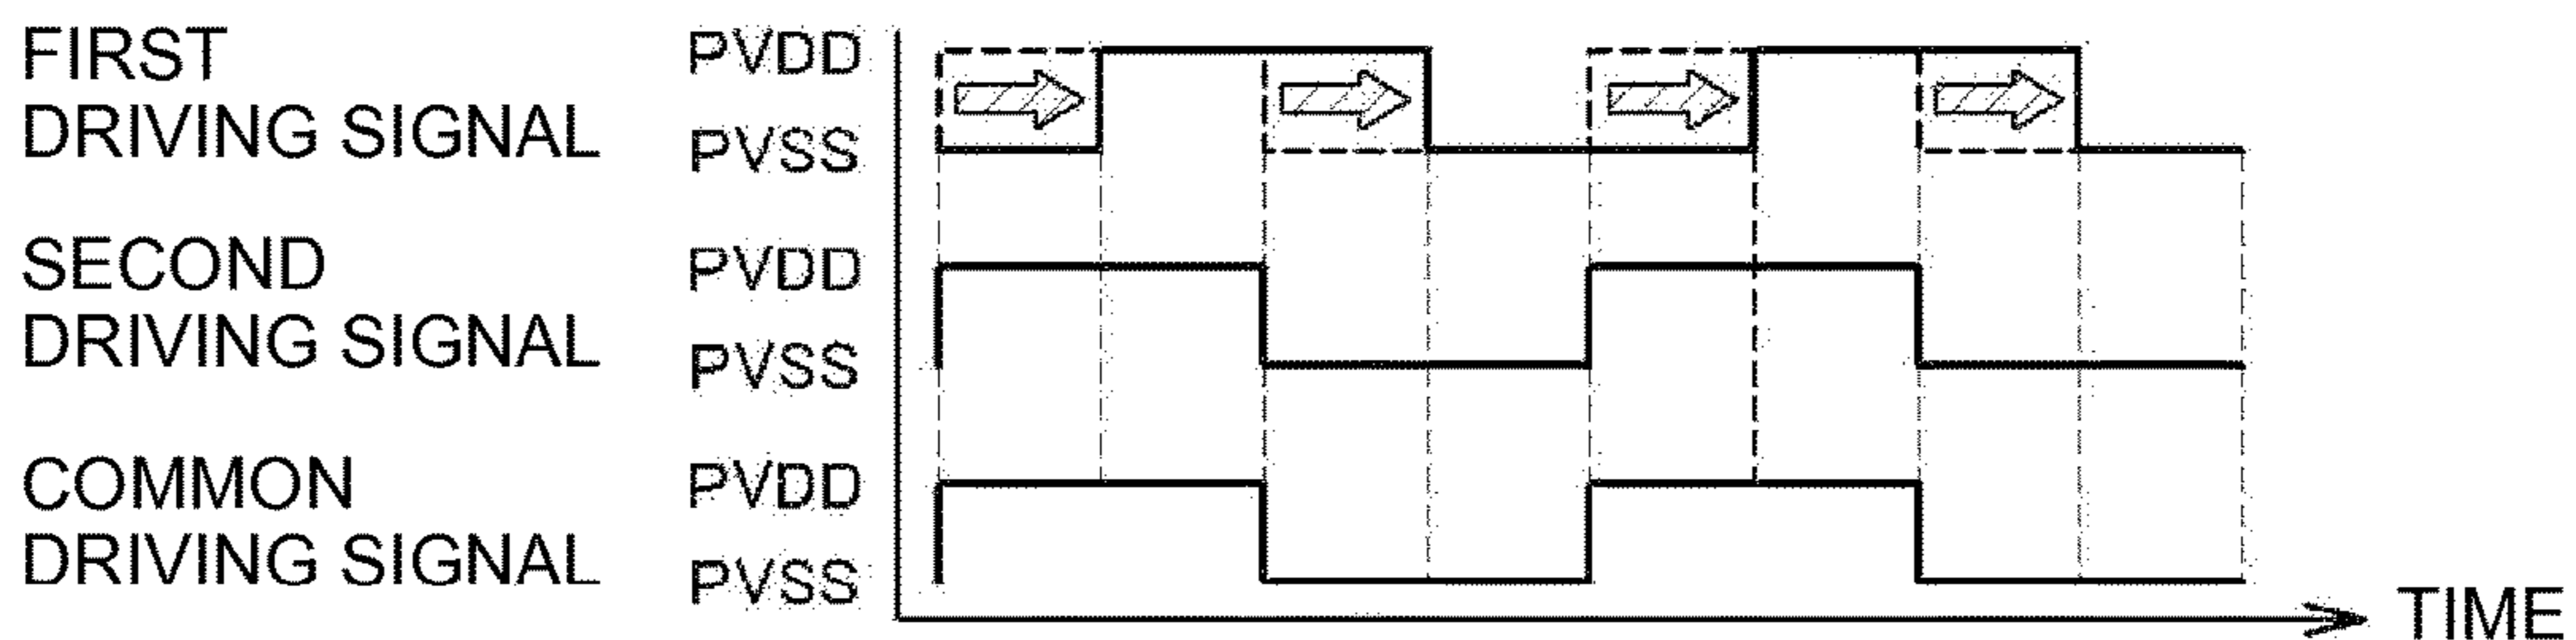 FIRST
DRIVING SIGNAL
PVDD
PVSS
SECOND
DRIVING SIGNAL
PVDD
PVSS
COMMON
DRIVING SIGNAL
PVDD
PVSS
TIME